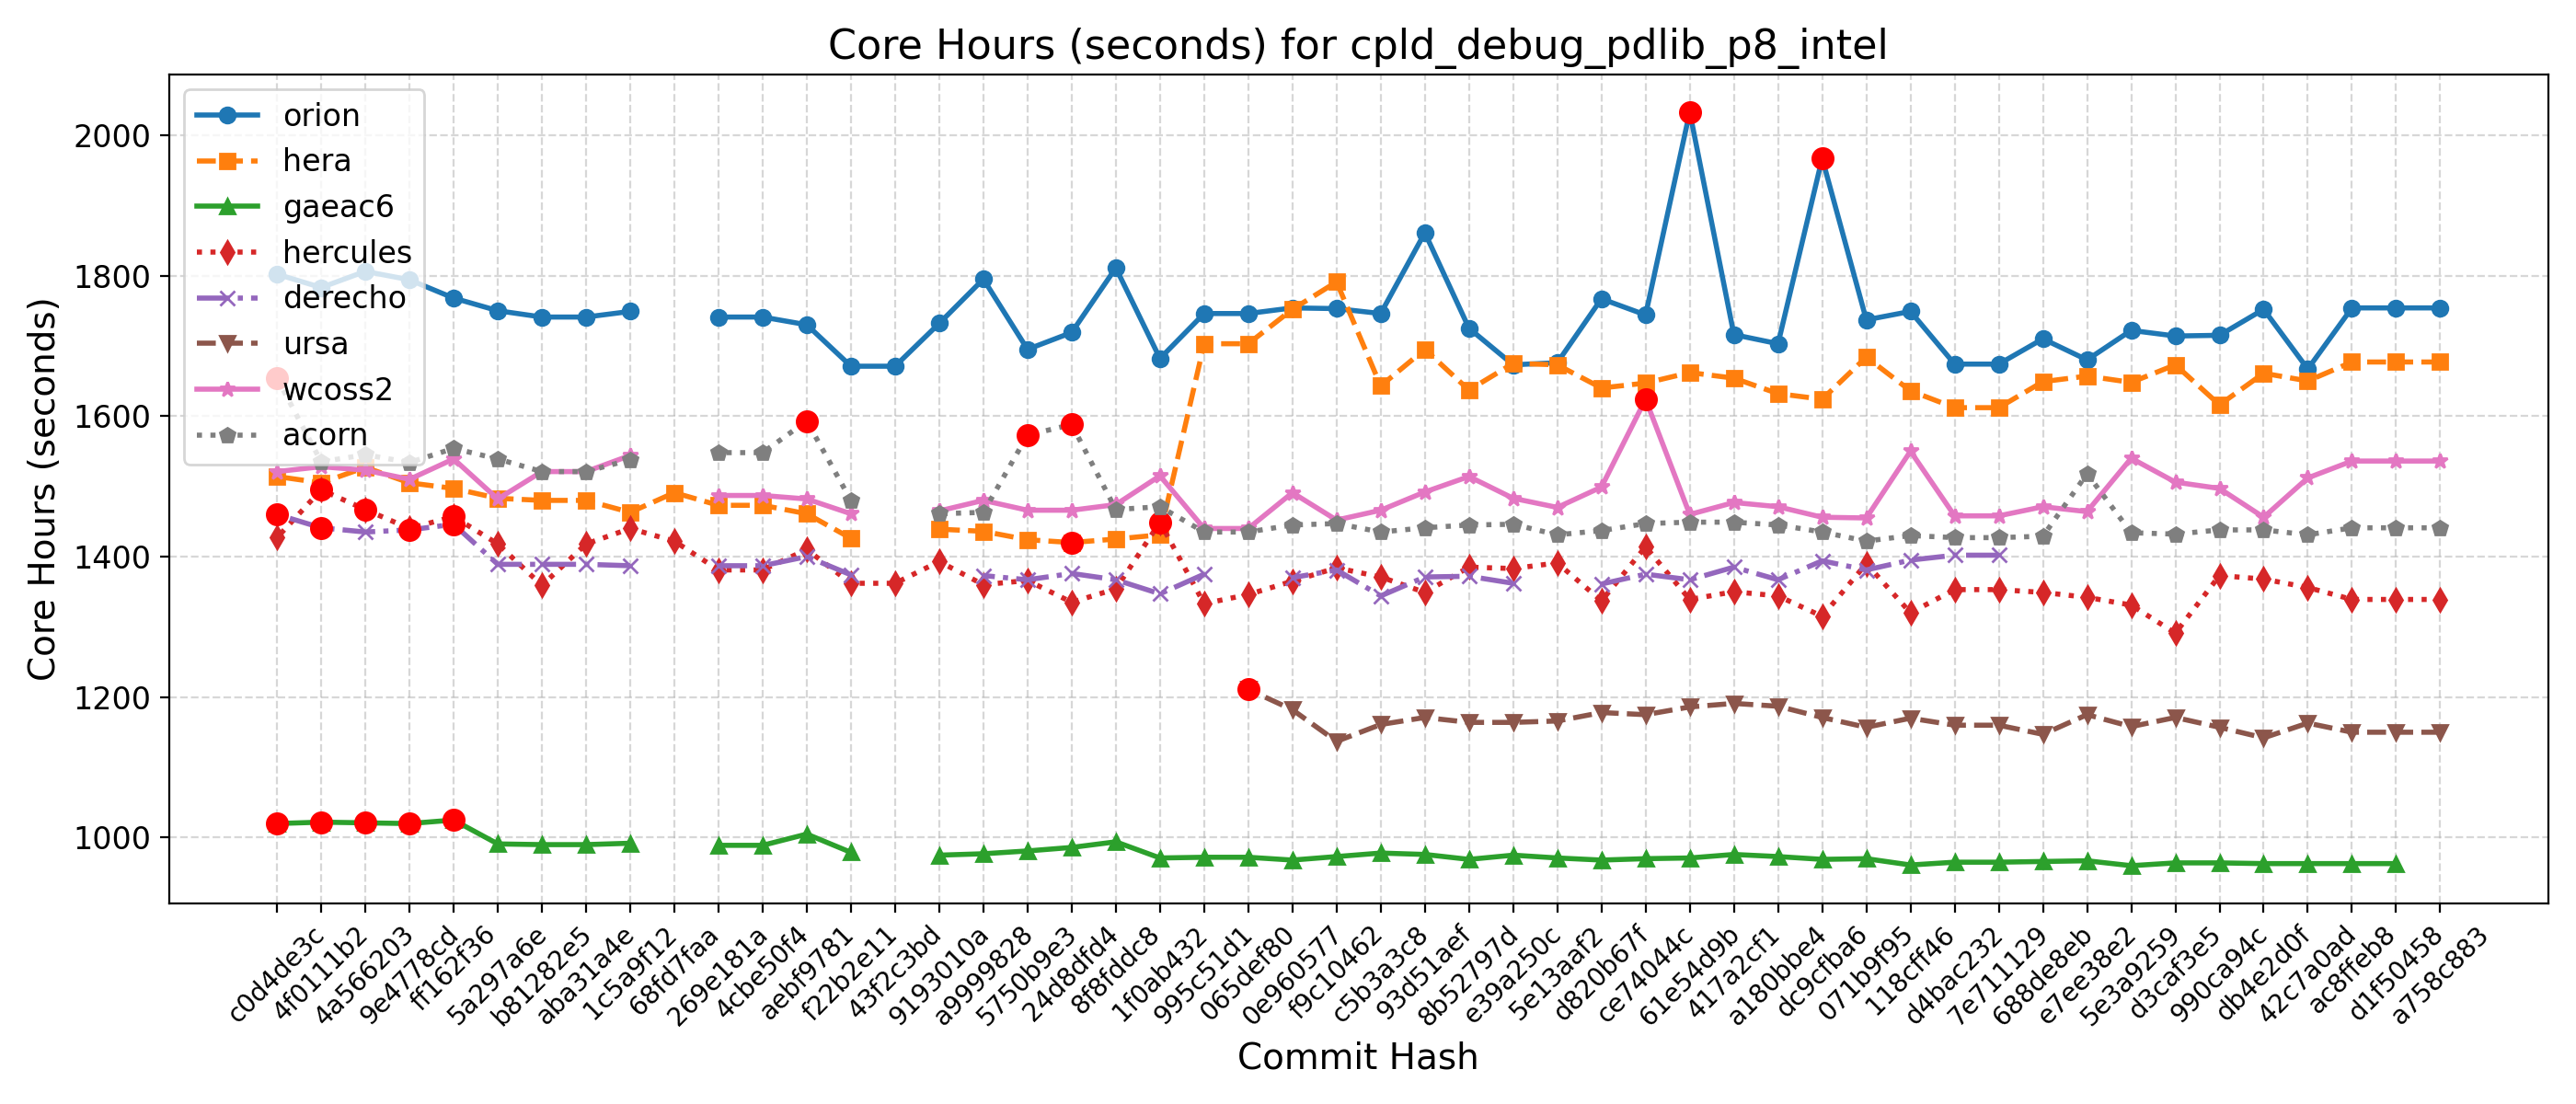 Core Hours (seconds) for cpld_debug_pdlib_p8_intel
Core Hours (seconds)
2000
1800
1600
1400
1200
1000
orion
hera
gaeac6
hercules
derecho
ursa
wcoss2
acorn
c0d4de3c
4f0111b2
4a566203
9e4778cd
ff162f36
5a297a6e
b81282e5
aba31a4e
1c5a9f12
68fd7faa
269e181a
4cbe50f4
aebf9781
f22b2e11
43f2c3bd
9193010a
a9999828
5750b9e3
24d8dfd4
8f8fddc8
1f0ab432
995c51d1
065def80
0e960577
f9c10462
c5b3a3c8
93d51aef
8b52797d
e39a250c
5e13aaf2
d820b67f
ce74044c
61e54d9b
417a2cf1
a180bbe4
dc9cfba6
071b9f95
118cff46
d4bac232
7e711129
688de8eb
e7ee38e2
5e3a9259
d3caf3e5
990ca94c
db4e2d0f
42c7a0ad
ac8ffeb8
d1f50458
a758c883
Commit Hash